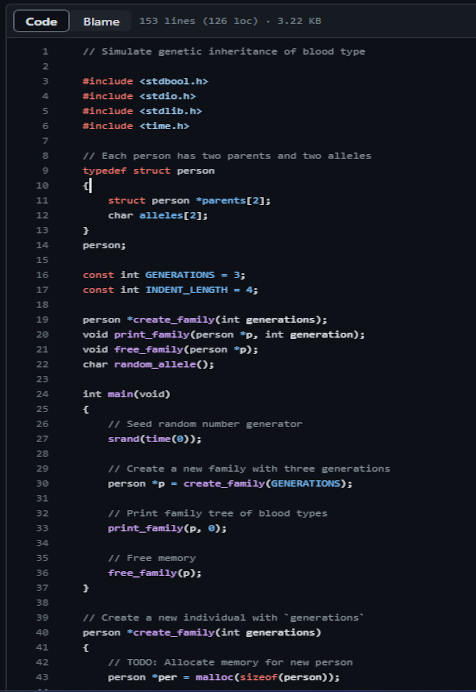 Code Blame 153 lines (126 loc) · 3.22 KB
1 // Simulate genetic inheritance of blood type
2
3 #include <stdbool.h>
4 #include <stdio.h>
5 #include <stdlib.h>
6 #include <time.h>
7
8 // Each person has two parents and two alleles
9 typedef struct person
10 {
11     struct person *parents[2];
12     char alleles[2];
13 }
14 person;
15
16 const int GENERATIONS = 3;
17 const int INDENT_LENGTH = 4;
18
19 person *create_family(int generations);
20 void print_family(person *p, int generation);
21 void free_family(person *p);
22 char random_allele();
23
24 int main(void)
25 {
26     // Seed random number generator
27     srand(time(0));
28
29     // Create a new family with three generations
30     person *p = create_family(GENERATIONS);
31
32     // Print family tree of blood types
33     print_family(p, 0);
34
35     // Free memory
36     free_family(p);
37 }
38
39 // Create a new individual with `generations`
40 person *create_family(int generations)
41 {
42     // TODO: Allocate memory for new person
43     person *per = malloc(sizeof(person));